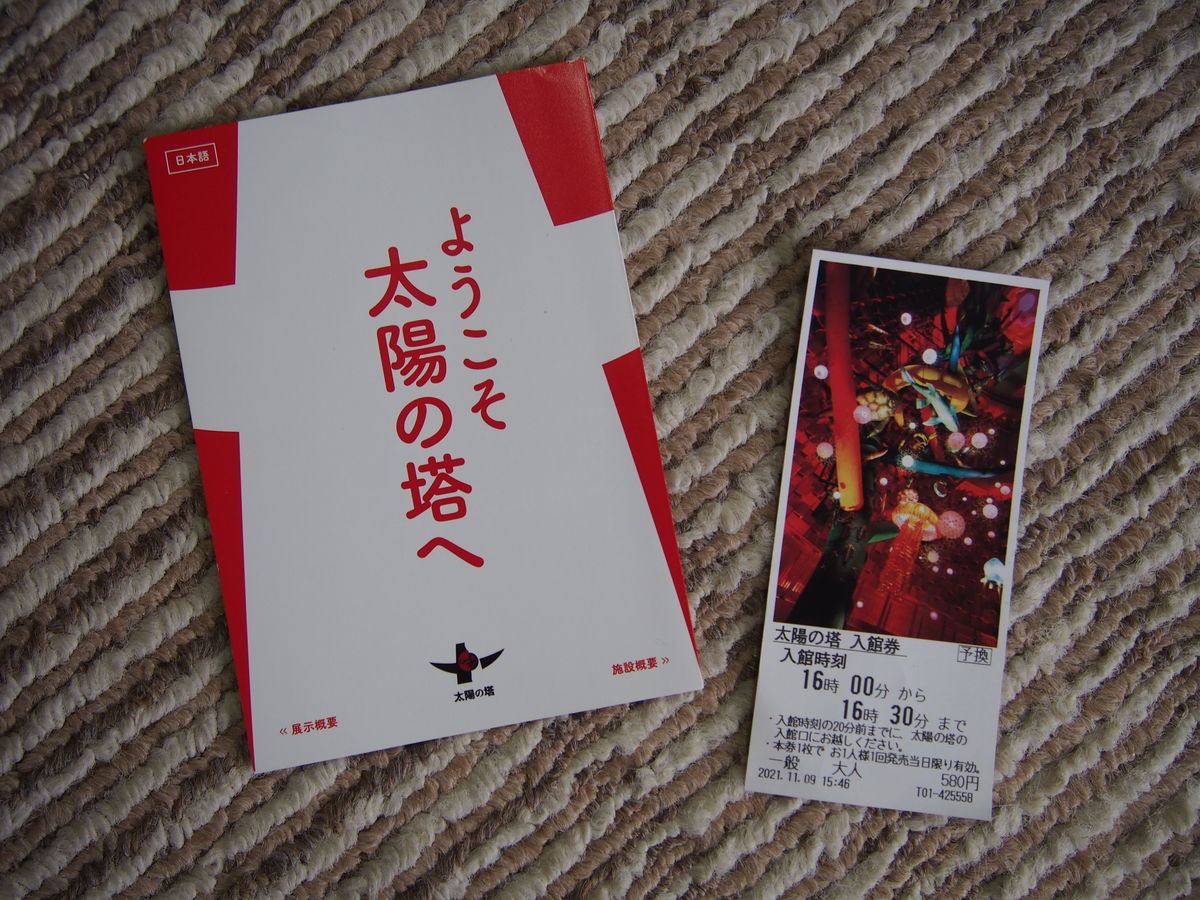 日本語
ようこそ
太陽の塔へ
太陽の塔
« 展示概要
施設概要 »
太陽の塔 入館券
予換
入館時刻
16時 00分 から
16時 30分 まで
・入館時刻の20分前までに、太陽の塔の
入館口にお越しください。
・本券1枚で お1人様1回発売当日限り有効。
一般 大人
580円
2021.11.09 15:46
T01-425558